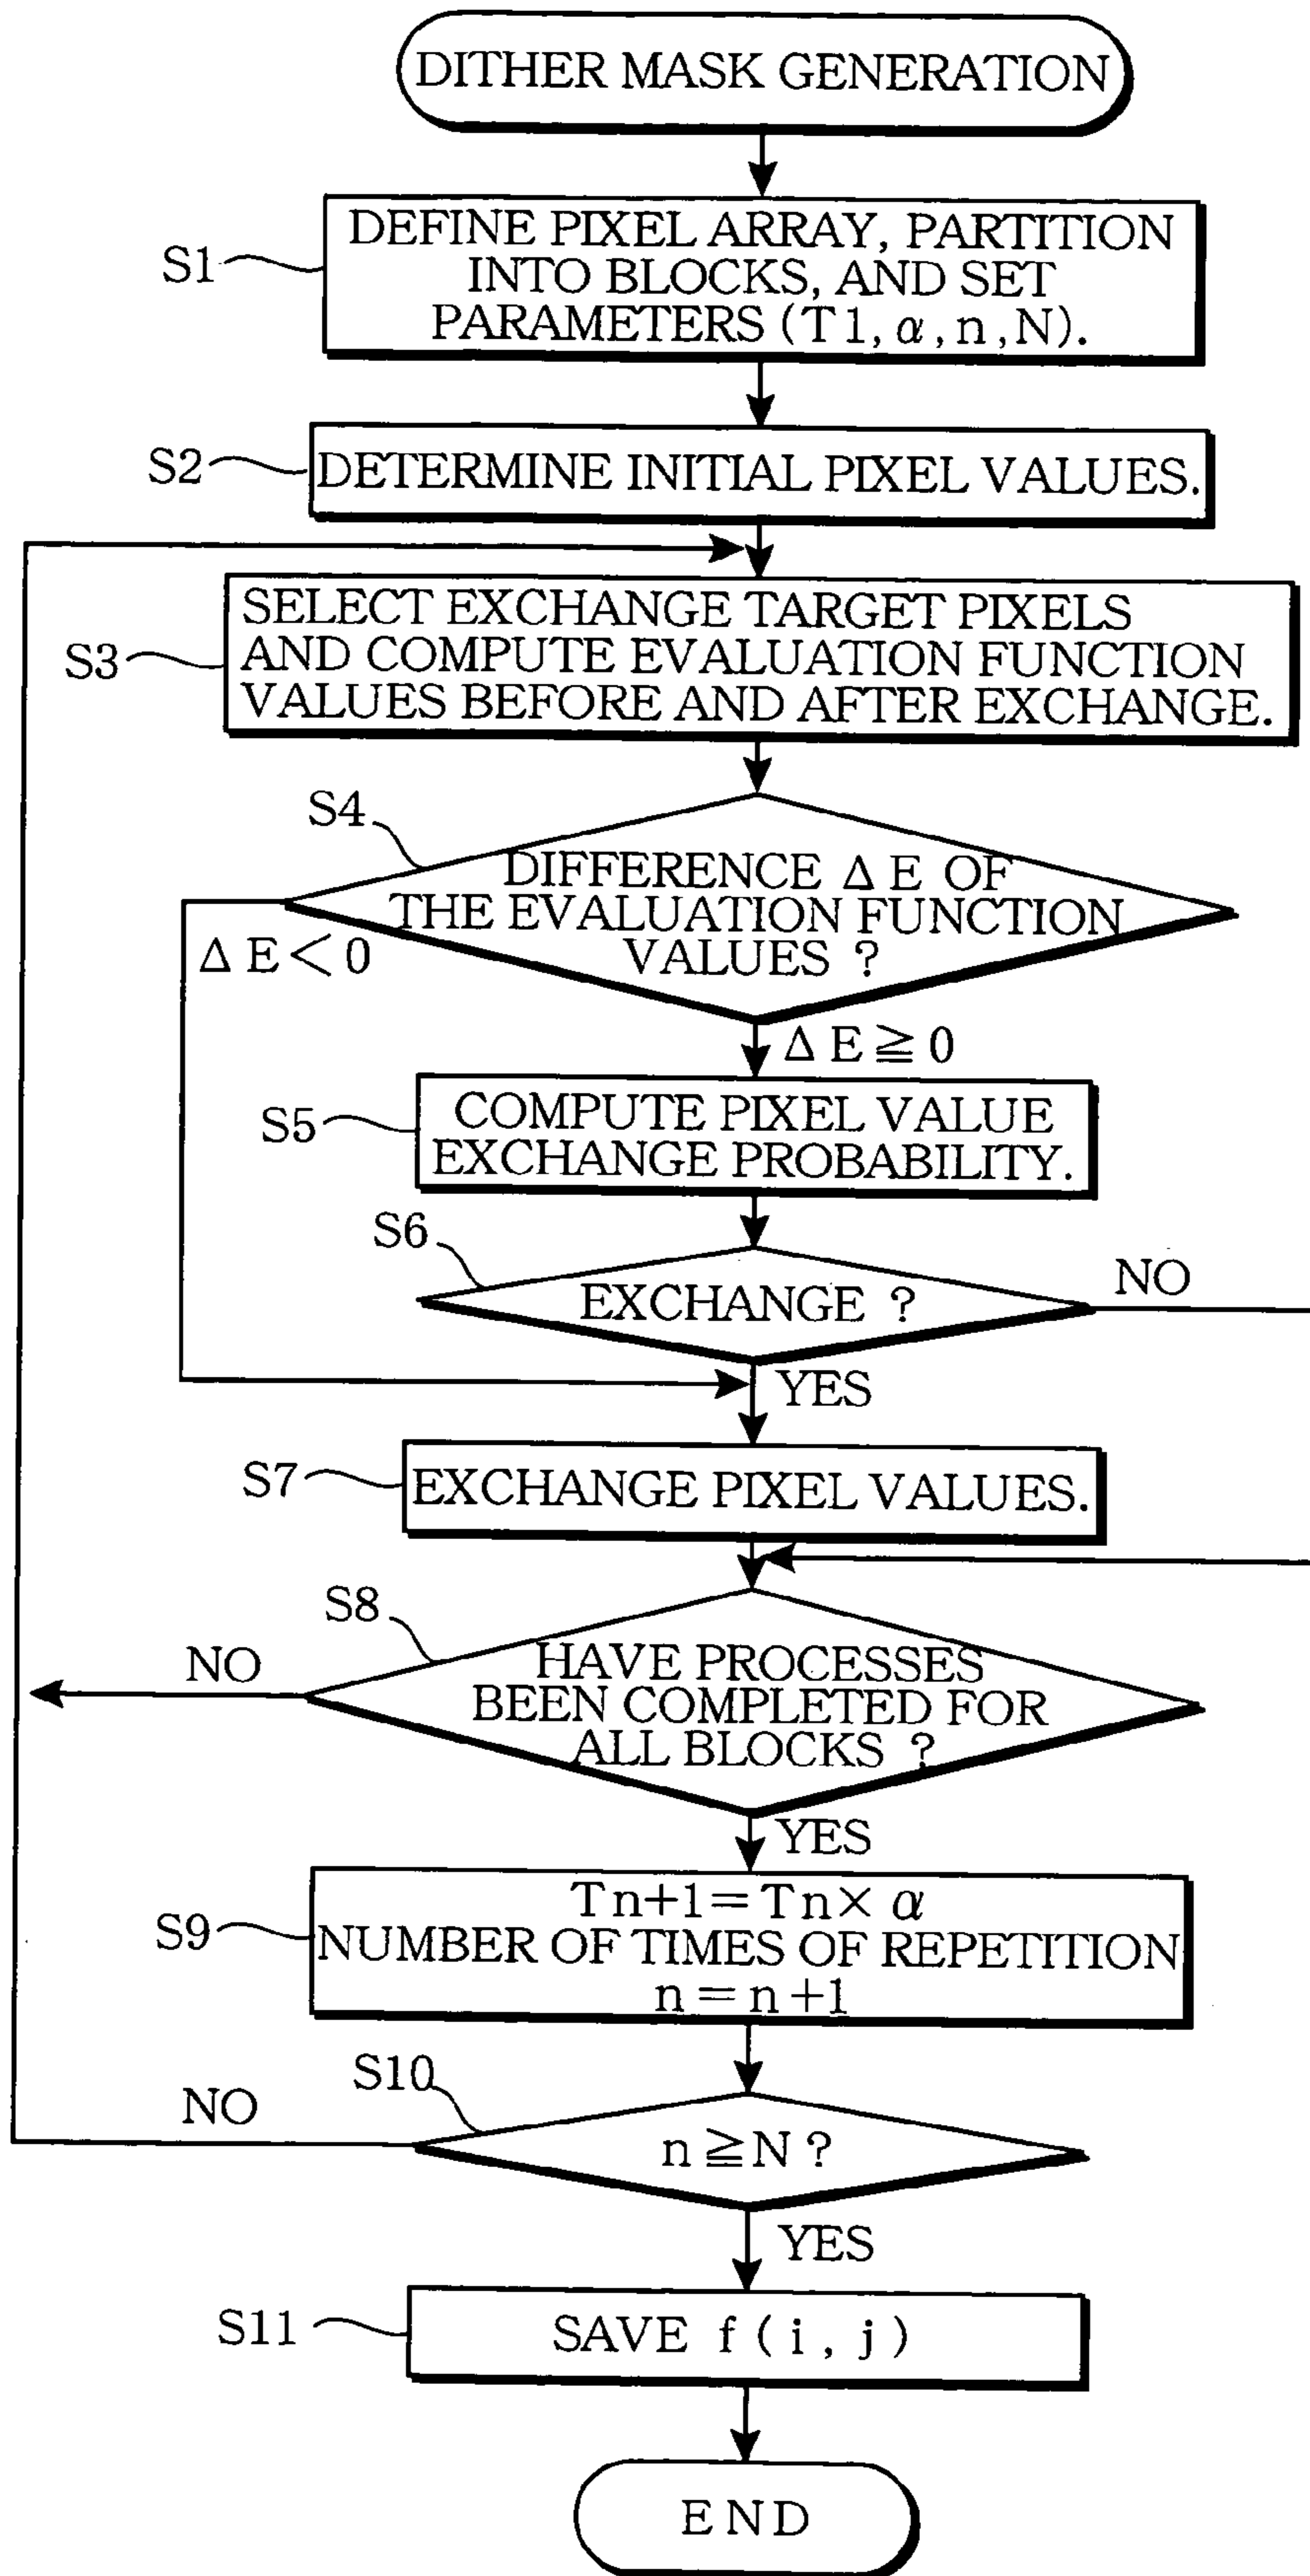 DITHER MASK GENERATION
S1
DEFINE PIXEL ARRAY, PARTITION
INTO BLOCKS, AND SET
PARAMETERS (T1, α, n, N).
S2
DETERMINE INITIAL PIXEL VALUES.
S3
SELECT EXCHANGE TARGET PIXELS
AND COMPUTE EVALUATION FUNCTION
VALUES BEFORE AND AFTER EXCHANGE.
S4
DIFFERENCE Δ E OF
THE EVALUATION FUNCTION
VALUES ?
Δ E < 0
Δ E ≧ 0
S5
COMPUTE PIXEL VALUE
EXCHANGE PROBABILITY.
S6
EXCHANGE ?
NO
YES
S7
EXCHANGE PIXEL VALUES.
S8
HAVE PROCESSES
BEEN COMPLETED FOR
ALL BLOCKS ?
NO
YES
S9
Tn+1 = Tn × α
NUMBER OF TIMES OF REPETITION
n = n +1
S10
n ≧ N ?
NO
YES
S11
SAVE f ( i , j )
END